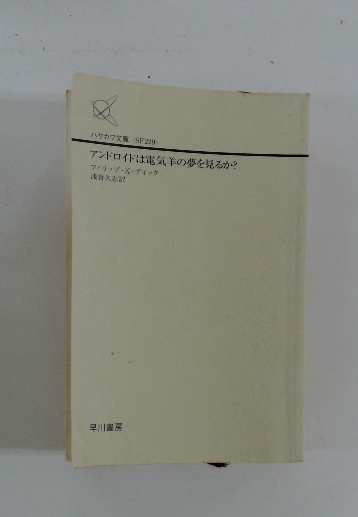 ハヤカワ文庫〈SF229〉
アンドロイドは電気羊の夢を見るか?
フィリップ・K・ディック
浅倉久志訳
早川書房